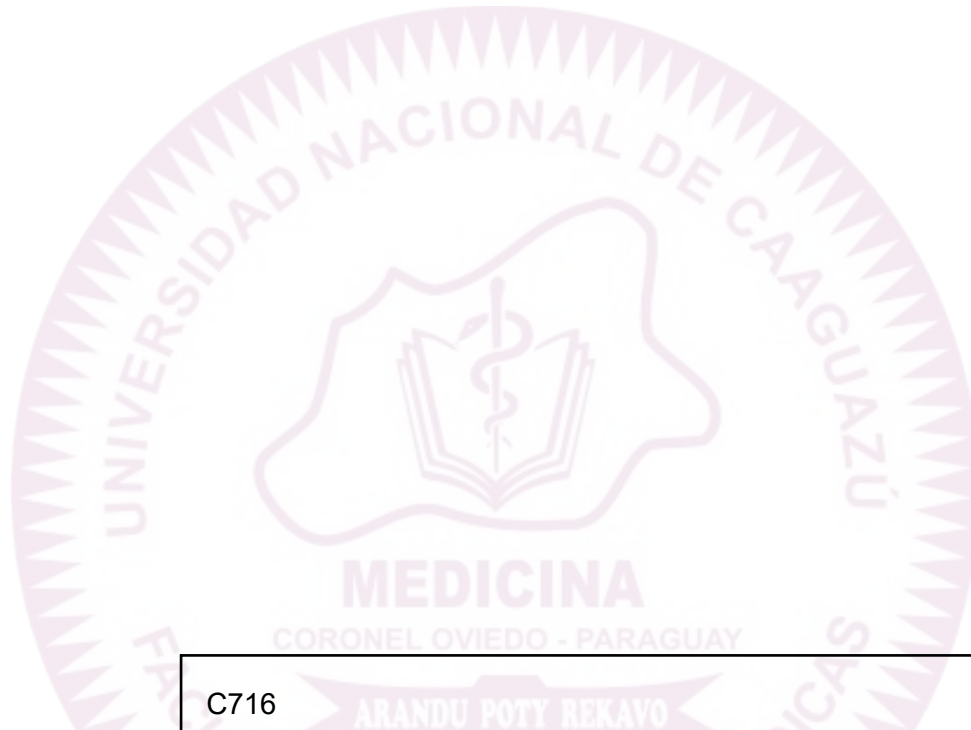 UNIVERSIDAD NACIONAL DE CAAGUAZÚ
MEDICINA
CORONEL OVIEDO - PARAGUAY
C716
ARANDU POTY REKAVO